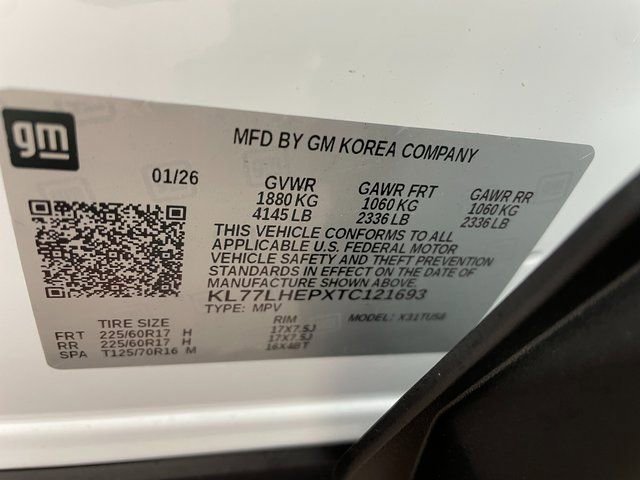 gm
MFD BY GM KOREA COMPANY
01/26
GVWR GAWR FRT GAWR RR
1880 KG 1060 KG 1060 KG
4145 LB 2336 LB 2336 LB
THIS VEHICLE CONFORMS TO ALL
APPLICABLE U.S. FEDERAL MOTOR
VEHICLE SAFETY AND THEFT PREVENTION
STANDARDS IN EFFECT ON THE DATE OF
MANUFACTURE SHOWN ABOVE.
KL77LHEPXTC121693
TYPE: MPV MODEL: X31TUSE
TIRE SIZE RIM
FRT 225/60R17 H 17X7.5J
RR 225/60R17 H 17X7.5J
SPA T125/70R16 M 16X4BT